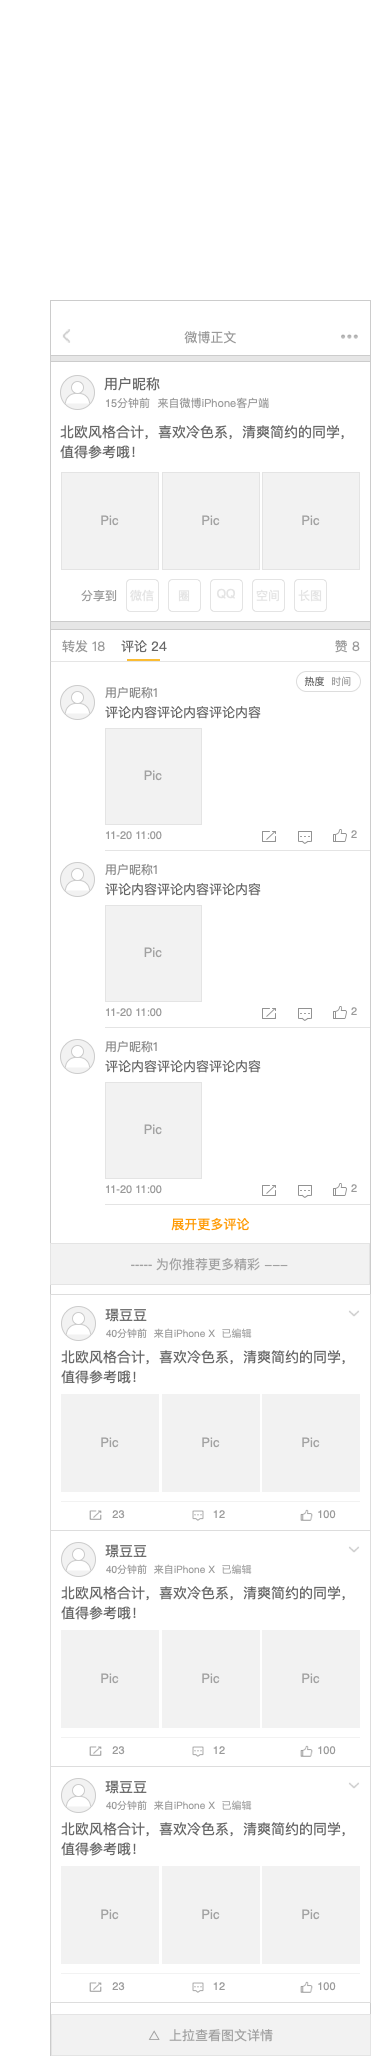 微博正文
用户昵称
15分钟前 来自微博iPhone客户端
北欧风格合计，喜欢冷色系，清爽简约的同学，
值得参考哦！
Pic Pic Pic
分享到 微信 圈 QQ 空间 长图
转发 18 评论 24 赞 8
热度 时间
用户昵称1
评论内容评论内容评论内容
Pic
11-20 11:00 2
用户昵称1
评论内容评论内容评论内容
Pic
11-20 11:00 2
用户昵称1
评论内容评论内容评论内容
Pic
11-20 11:00 2
展开更多评论
----- 为你推荐更多精彩 ---
璟豆豆
40分钟前 来自iPhone X 已编辑
北欧风格合计，喜欢冷色系，清爽简约的同学，
值得参考哦！
Pic Pic Pic
23 12 100
璟豆豆
40分钟前 来自iPhone X 已编辑
北欧风格合计，喜欢冷色系，清爽简约的同学，
值得参考哦！
Pic Pic Pic
23 12 100
璟豆豆
40分钟前 来自iPhone X 已编辑
北欧风格合计，喜欢冷色系，清爽简约的同学，
值得参考哦！
Pic Pic Pic
23 12 100
上拉查看图文详情